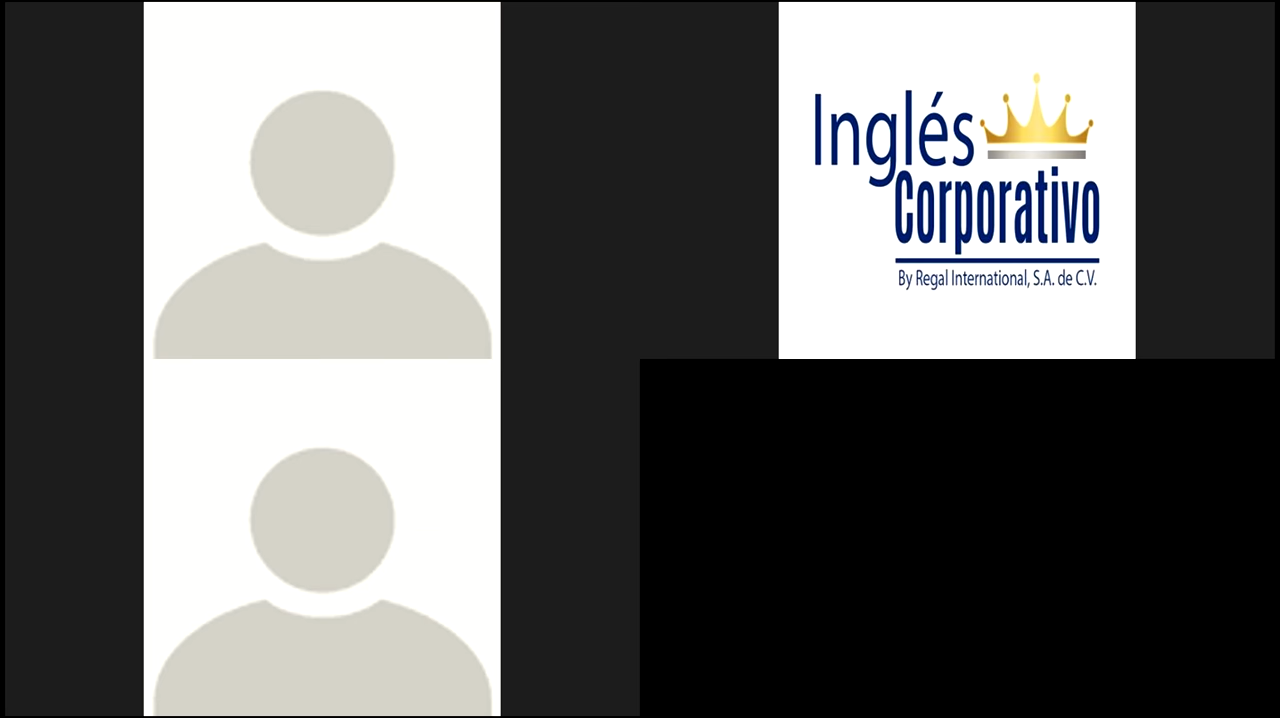 Inglés
Corporativo
By Regal International, S.A. de C.V.